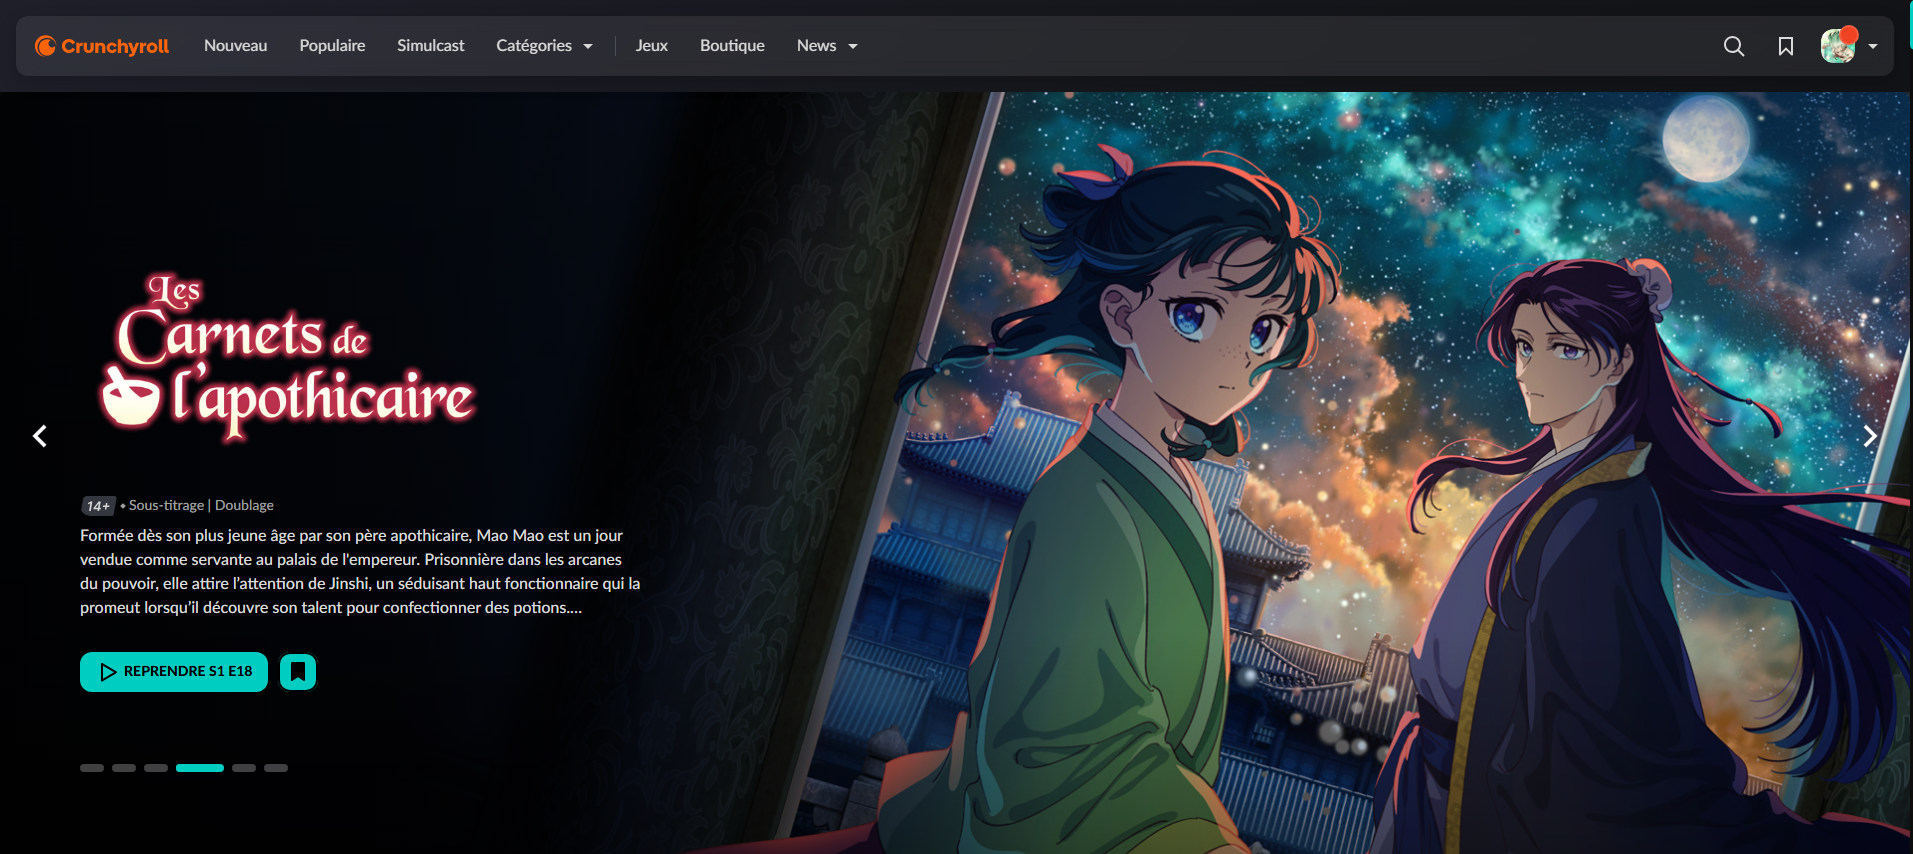 Crunchyroll Nouveau Populaire Simulcast Catégories Jeux Boutique News
Les
Carnets de
l'apothicaire
14+ • Sous-titrage | Doublage
Formée dès son plus jeune âge par son père apothicaire, Mao Mao est un jour
vendue comme servante au palais de l'empereur. Prisonnière dans les arcanes
du pouvoir, elle attire l’attention de Jinshi, un séduisant haut fonctionnaire qui la
promeut lorsqu’il découvre son talent pour confectionner des potions....
REPRENDRE S1 E18